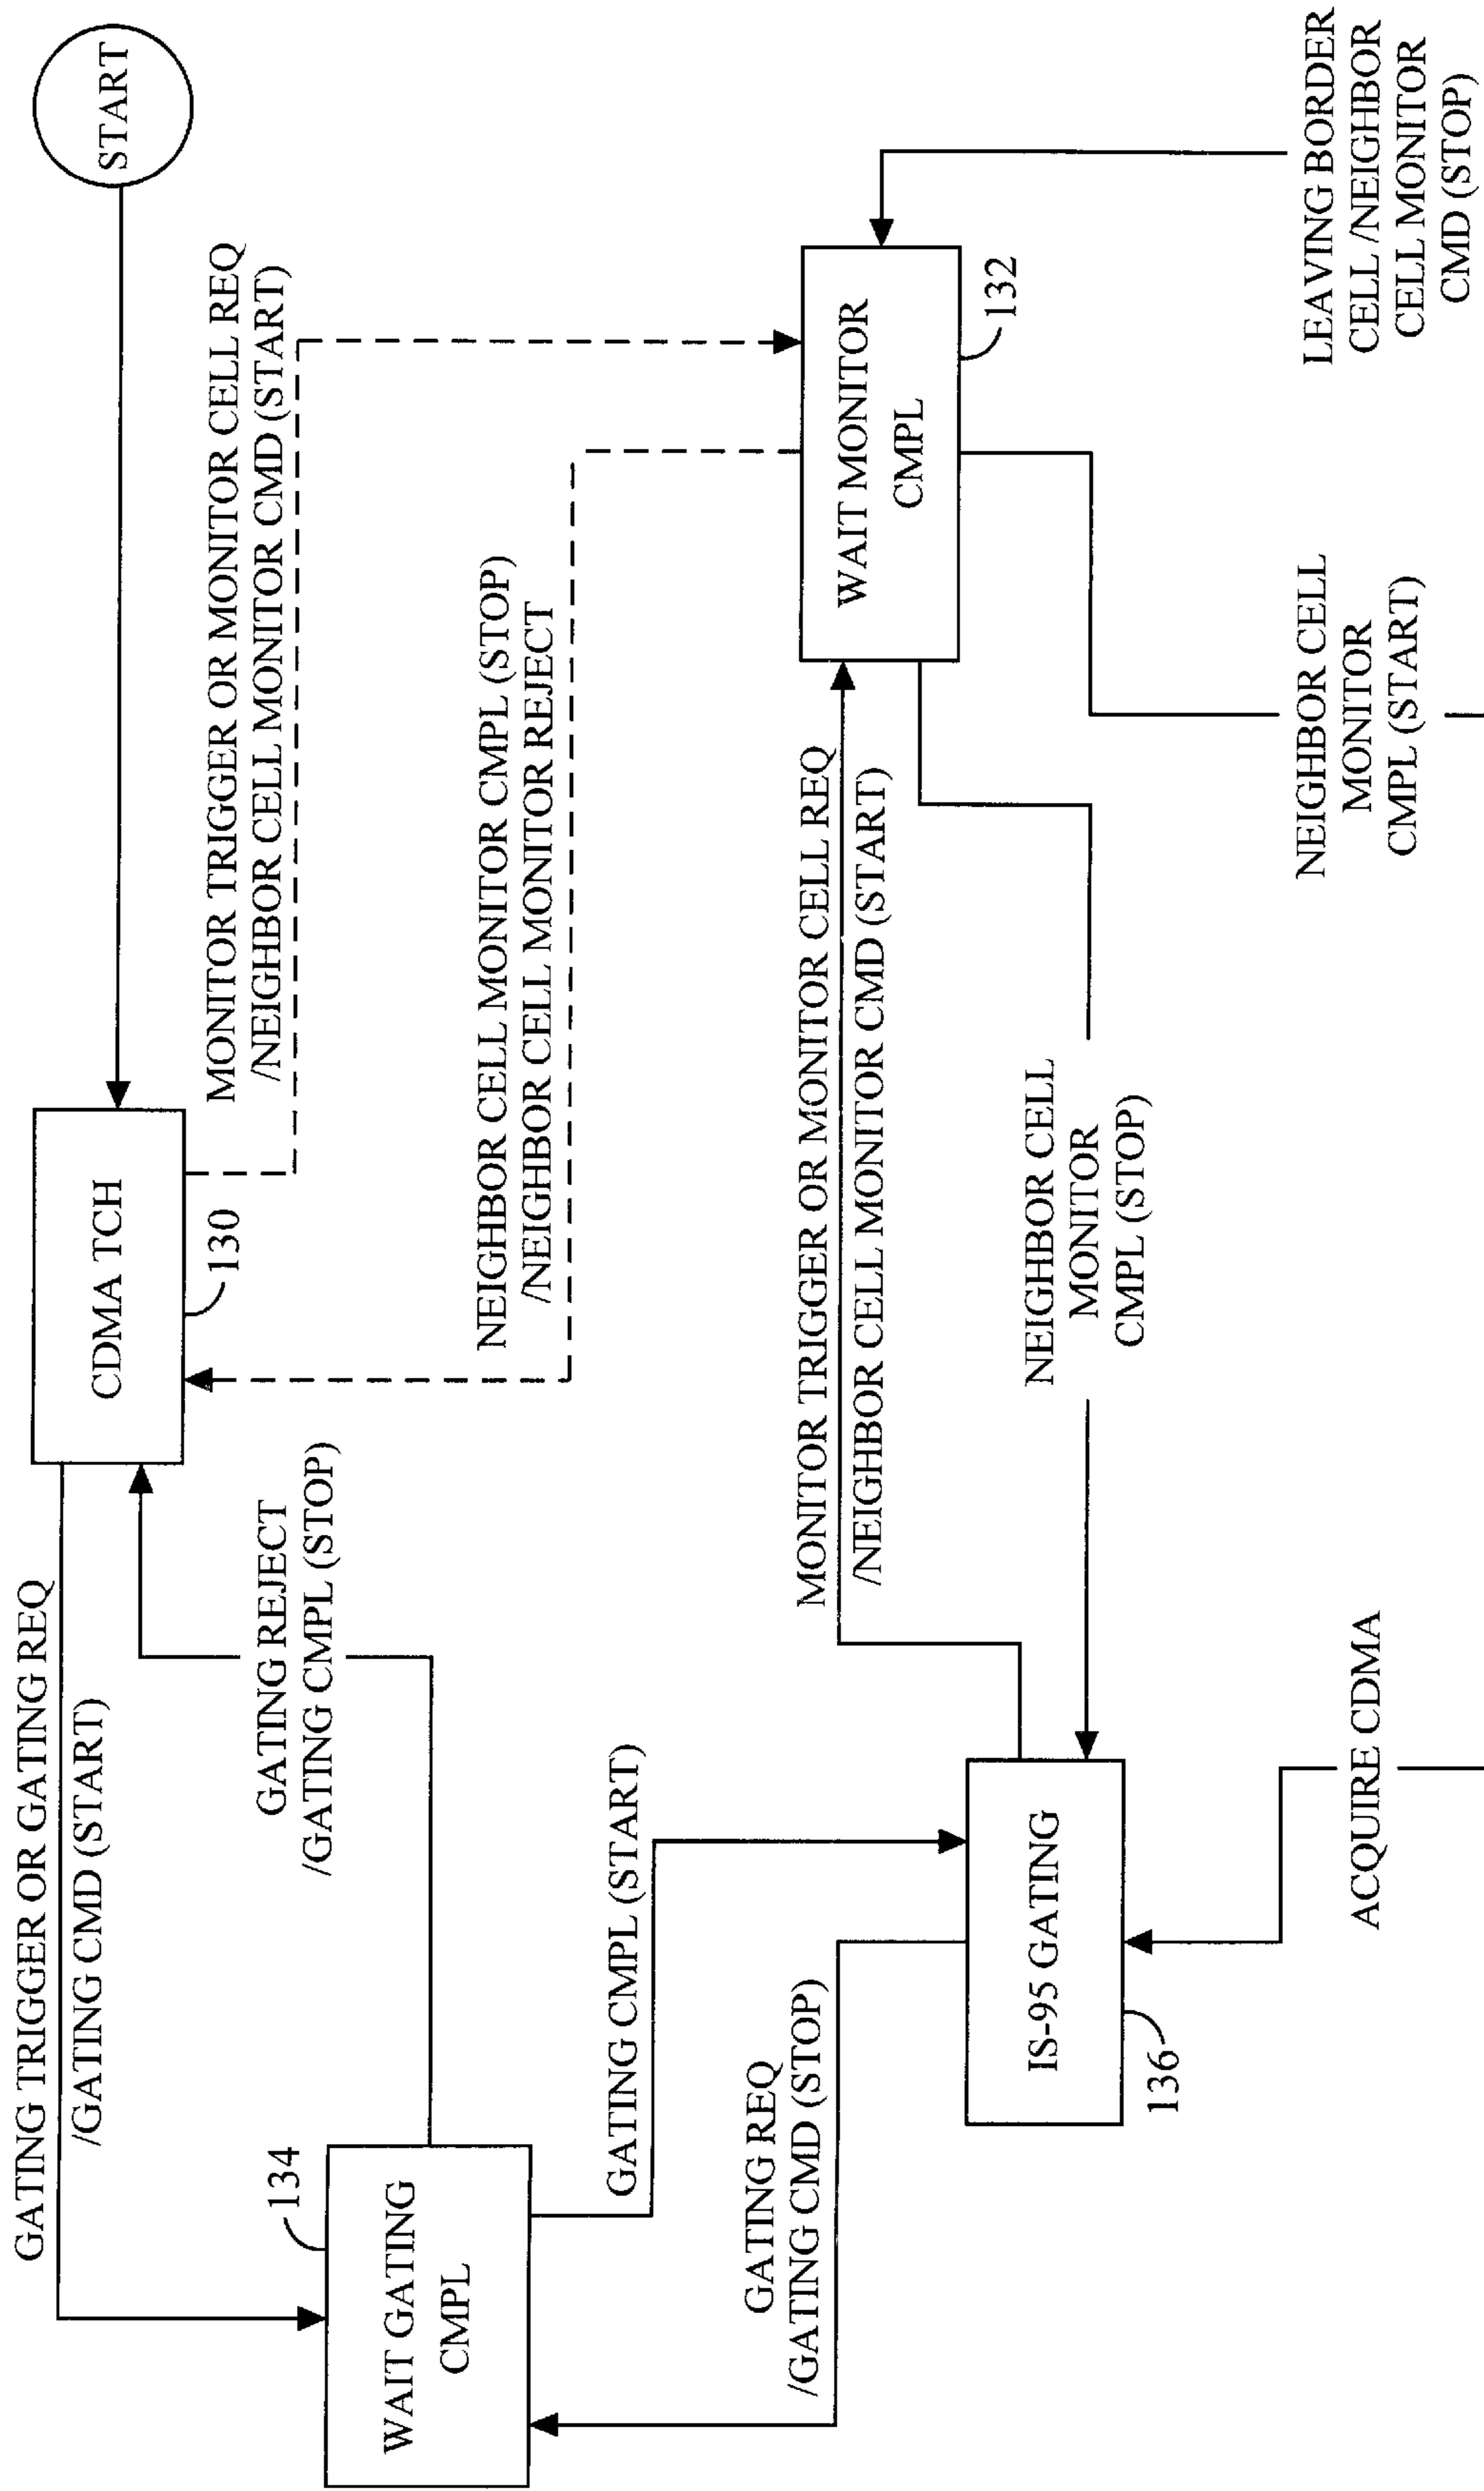 START
GATING TRIGGER OR GATING REQ
/GATING CMD (START)
CDMA TCH
130
MONITOR TRIGGER OR MONITOR CELL REQ
/NEIGHBOR CELL MONITOR CMD (START)
GATING REJECT
/GATING CMPL (STOP)
134
WAIT GATING
CMPL
NEIGHBOR CELL MONITOR CMPL (STOP)
/NEIGHBOR CELL MONITOR REJECT
GATING CMPL (START)
GATING REQ
/GATING CMD (STOP)
MONITOR TRIGGER OR MONITOR CELL REQ
/NEIGHBOR CELL MONITOR CMD (START)
WAIT MONITOR
CMPL
132
IS-95 GATING
136
NEIGHBOR CELL
MONITOR
CMPL (STOP)
ACQUIRE CDMA
NEIGHBOR CELL
MONITOR
CMPL (START)
LEAVING BORDER
CELL /NEIGHBOR
CELL MONITOR
CMD (STOP)